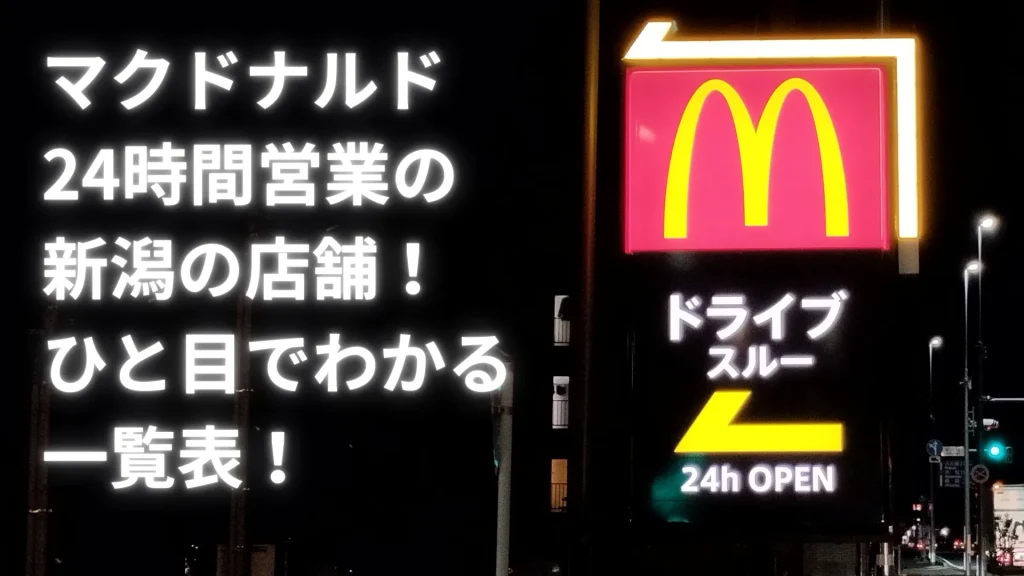 マクドナルド
24時間営業の
新潟の店舗！
ひと目でわかる
一覧表！
ドライブ
スルー
24h OPEN